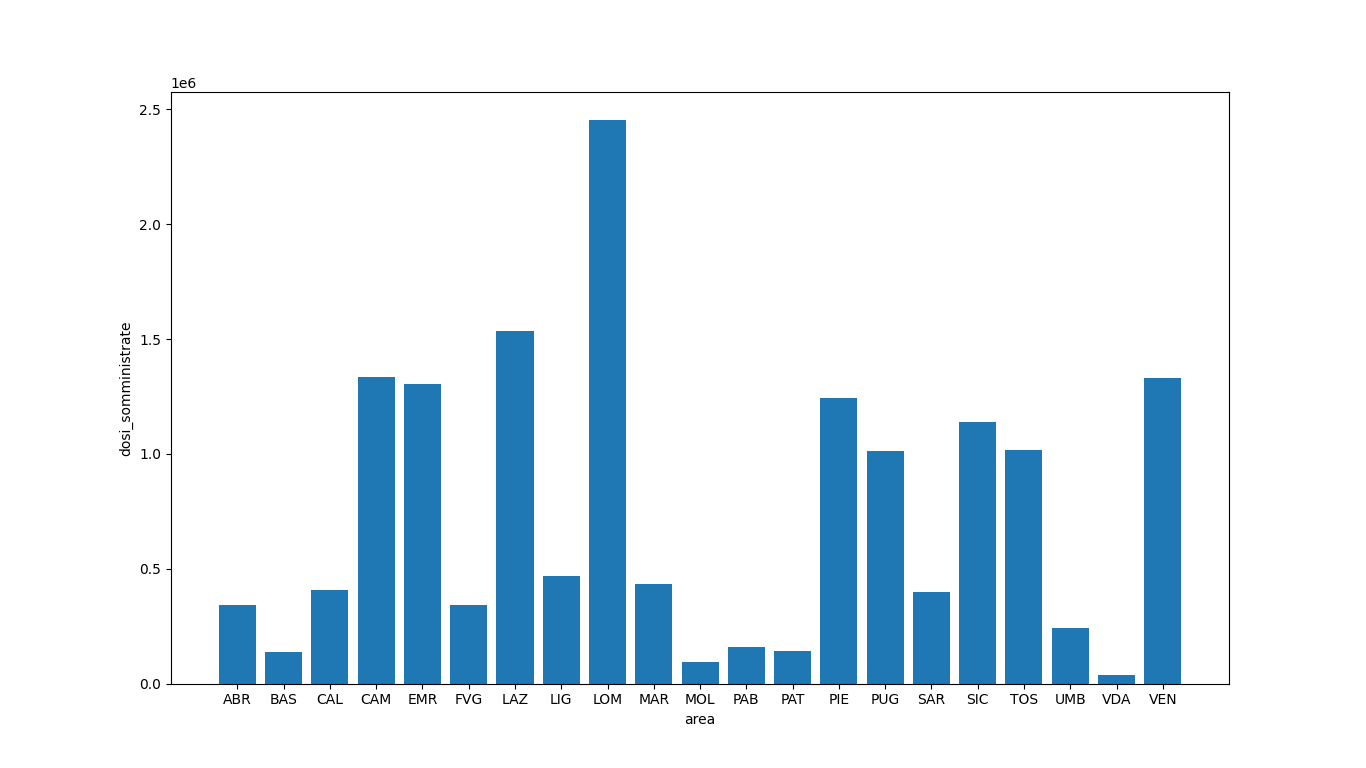 1e6
2.5
2.0
1.5
1.0
0.5
0.0
dosi_somministrate
ABR BAS CAL CAM EMR FVG LAZ LIG LOM MAR MOL PAB PAT PIE PUG SAR SIC TOS UMB VDA VEN
area